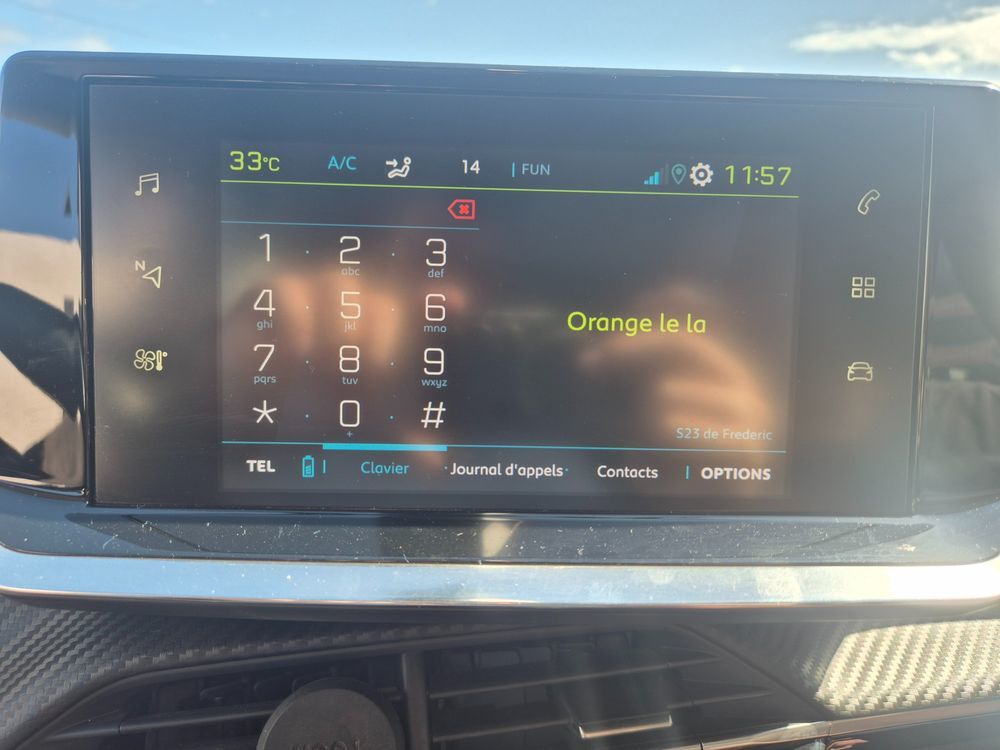 33°C A/C 14 FUN 11:57
N
1 2 abc 3 def
4 ghi 5 jkl 6 mno
7 pqrs 8 tuv 9 wxyz
* 0 + #
Orange le la
S23 de Frederic
TEL Clavier Journal d'appels Contacts OPTIONS